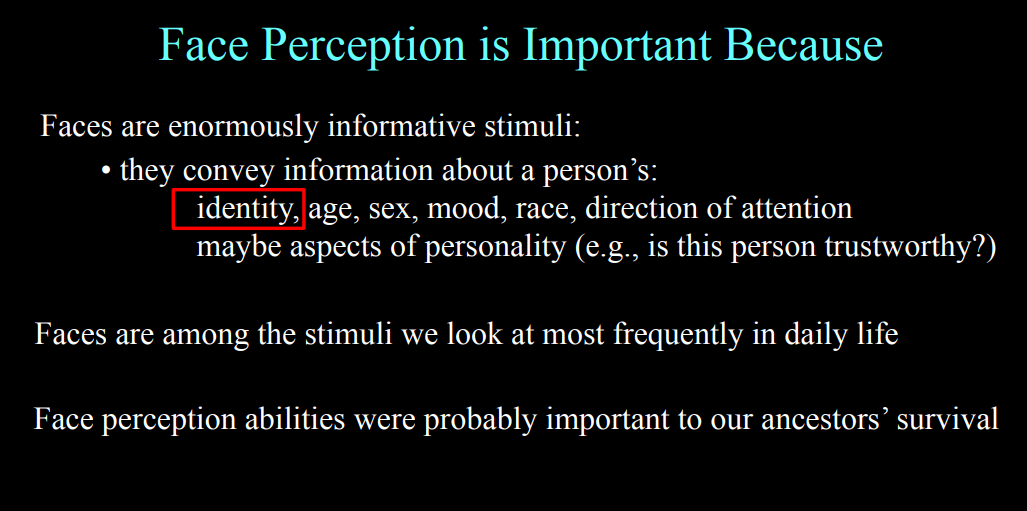 Face Perception is Important Because
Faces are enormously informative stimuli:
• they convey information about a person’s:
identity, age, sex, mood, race, direction of attention
maybe aspects of personality (e.g., is this person trustworthy?)
Faces are among the stimuli we look at most frequently in daily life
Face perception abilities were probably important to our ancestors’ survival